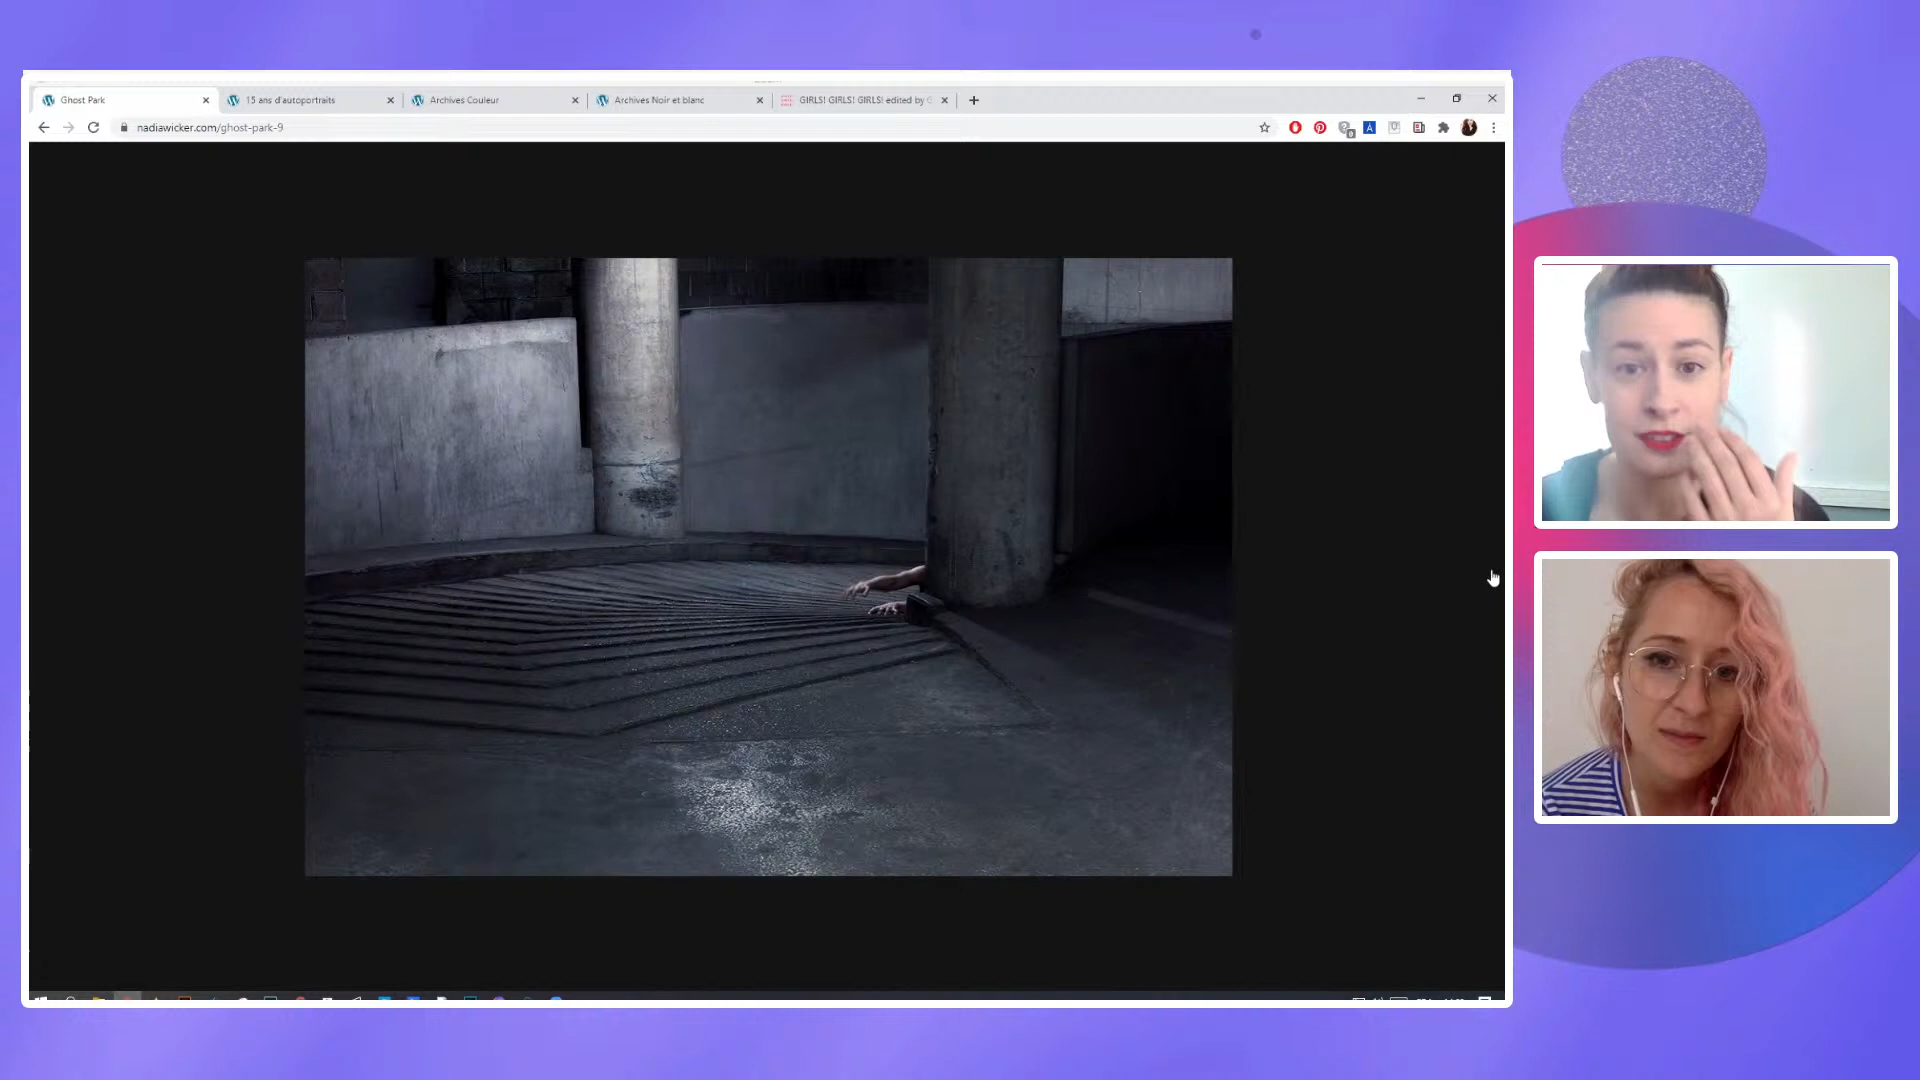 Ghost Park
15 ans d'autoportraits
Archives Couleur
Archives Noir et blanc
GIRLS! GIRLS! GIRLS! edited by
nadiawicker.com/ghost-park-9